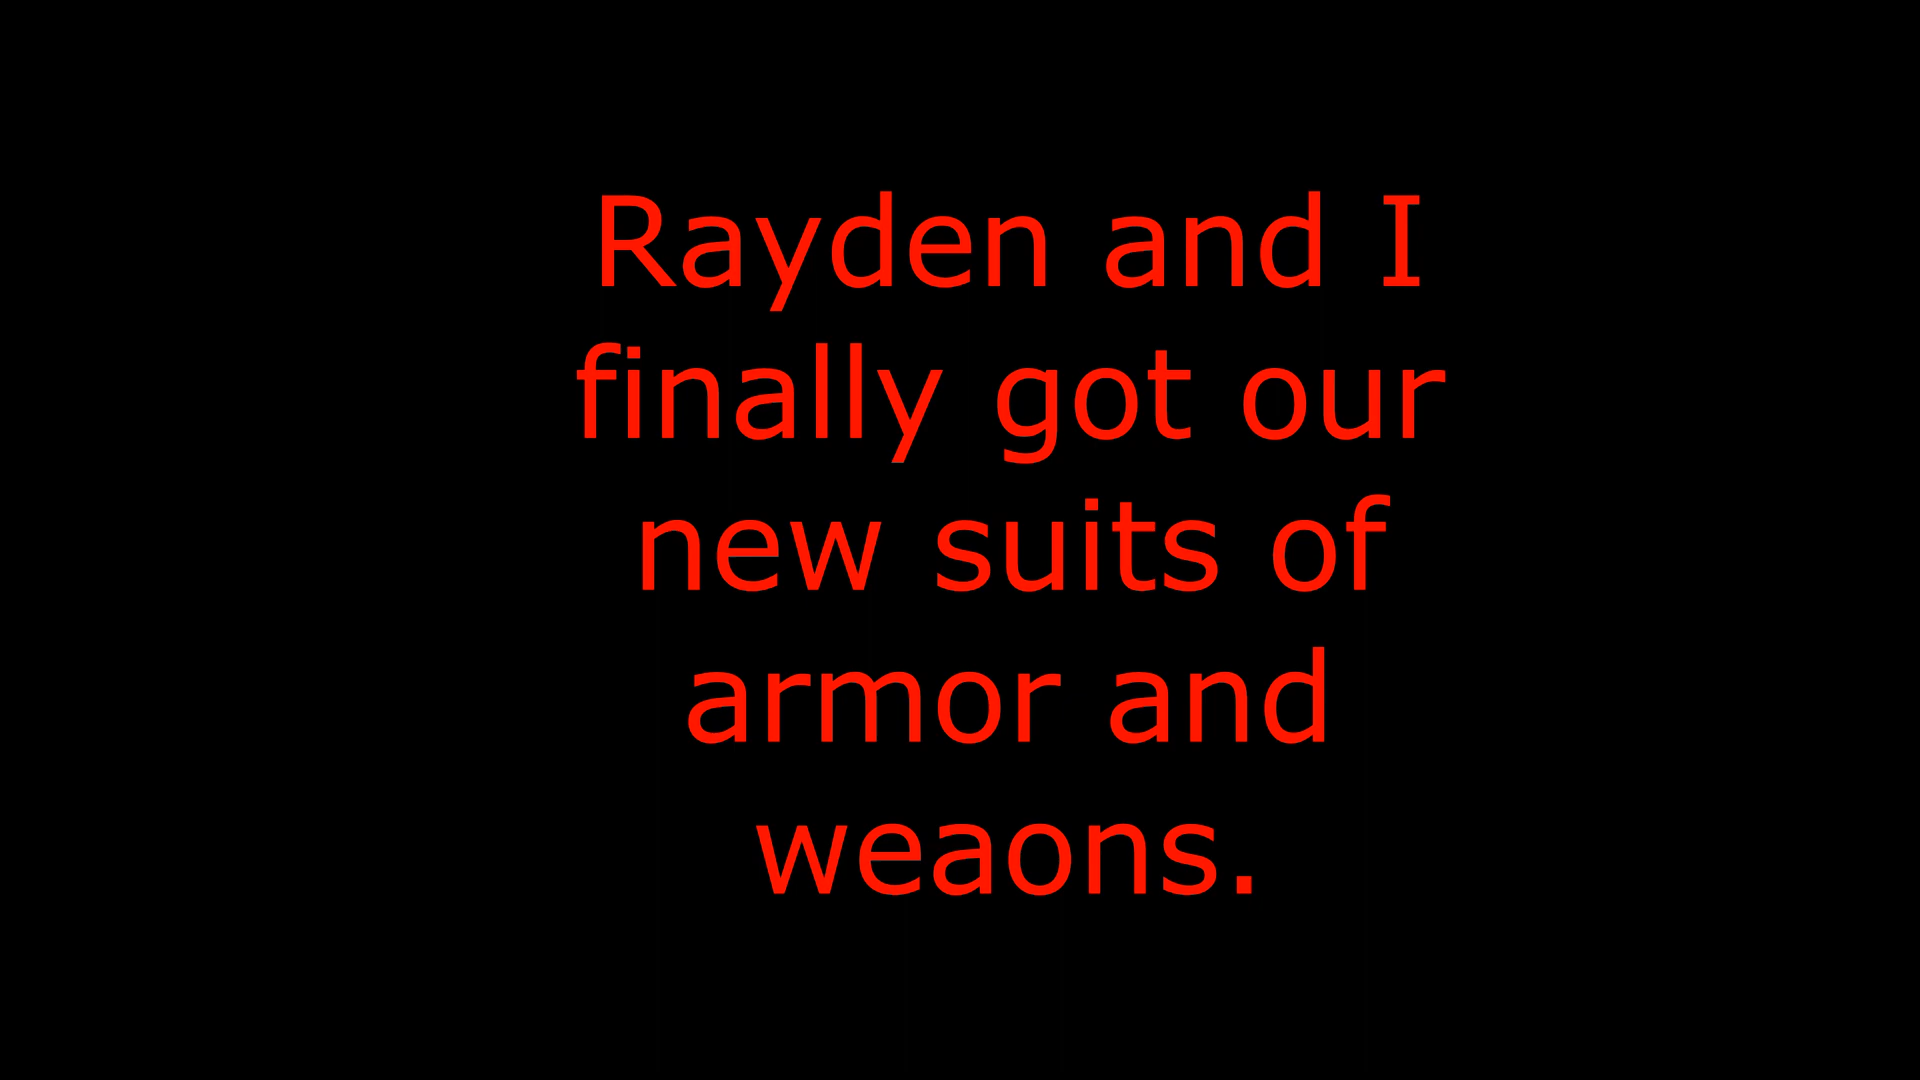 Rayden and I
finally got our
new suits of
armor and
weaons.